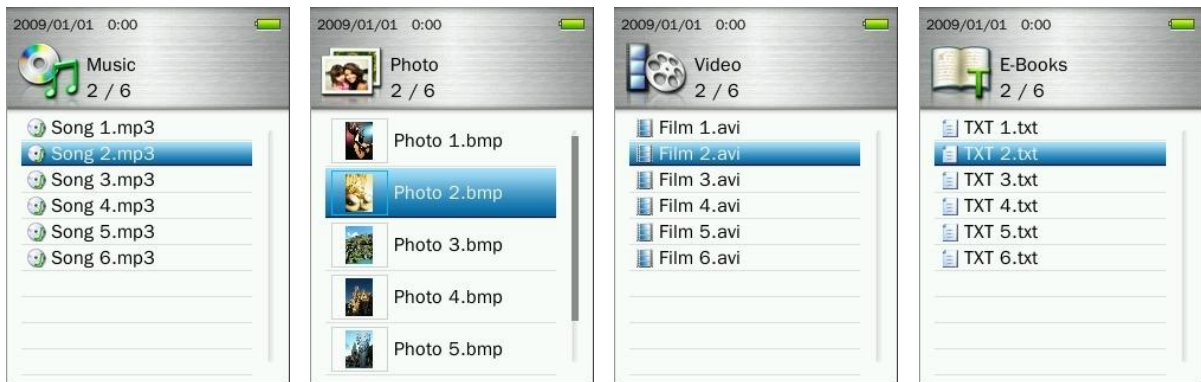 2009/01/01 0:00
Music
2 / 6
Song 1.mp3
Song 2.mp3
Song 3.mp3
Song 4.mp3
Song 5.mp3
Song 6.mp3
2009/01/01 0:00
Photo
2 / 6
Photo 1.bmp
Photo 2.bmp
Photo 3.bmp
Photo 4.bmp
Photo 5.bmp
2009/01/01 0:00
Video
2 / 6
Film 1.avi
Film 2.avi
Film 3.avi
Film 4.avi
Film 5.avi
Film 6.avi
2009/01/01 0:00
E-Books
2 / 6
TXT 1.txt
TXT 2.txt
TXT 3.txt
TXT 4.txt
TXT 5.txt
TXT 6.txt